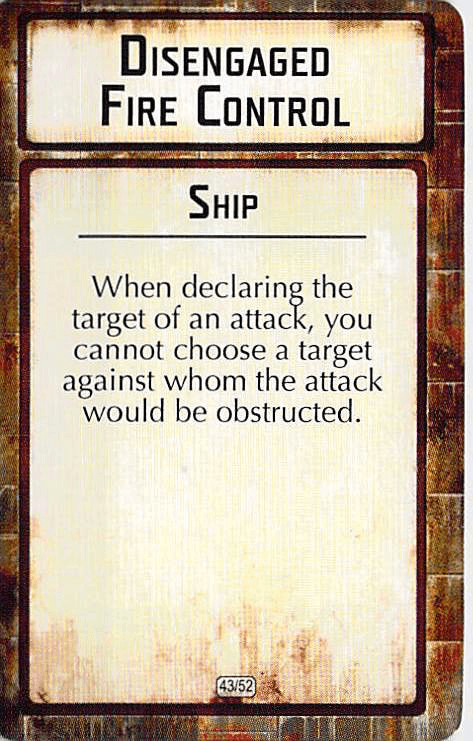 DISENGAGED
FIRE CONTROL
SHIP
When declaring the
target of an attack, you
cannot choose a target
against whom the attack
would be obstructed.
43/52